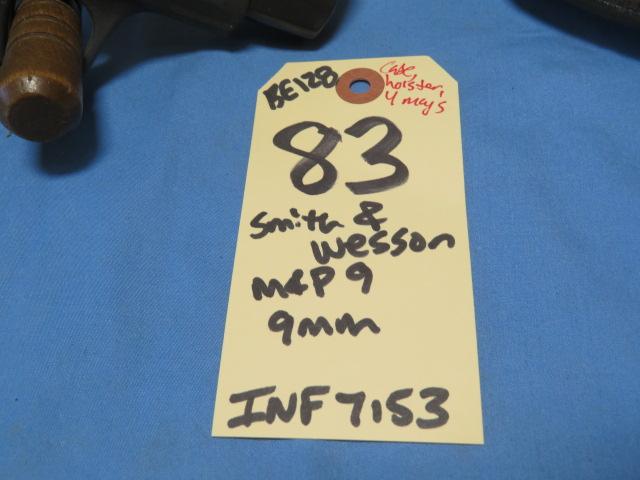 BE128
Case,
holster,
4 mags
83
Smith &
Wesson
M&P 9
9mm
INF7153